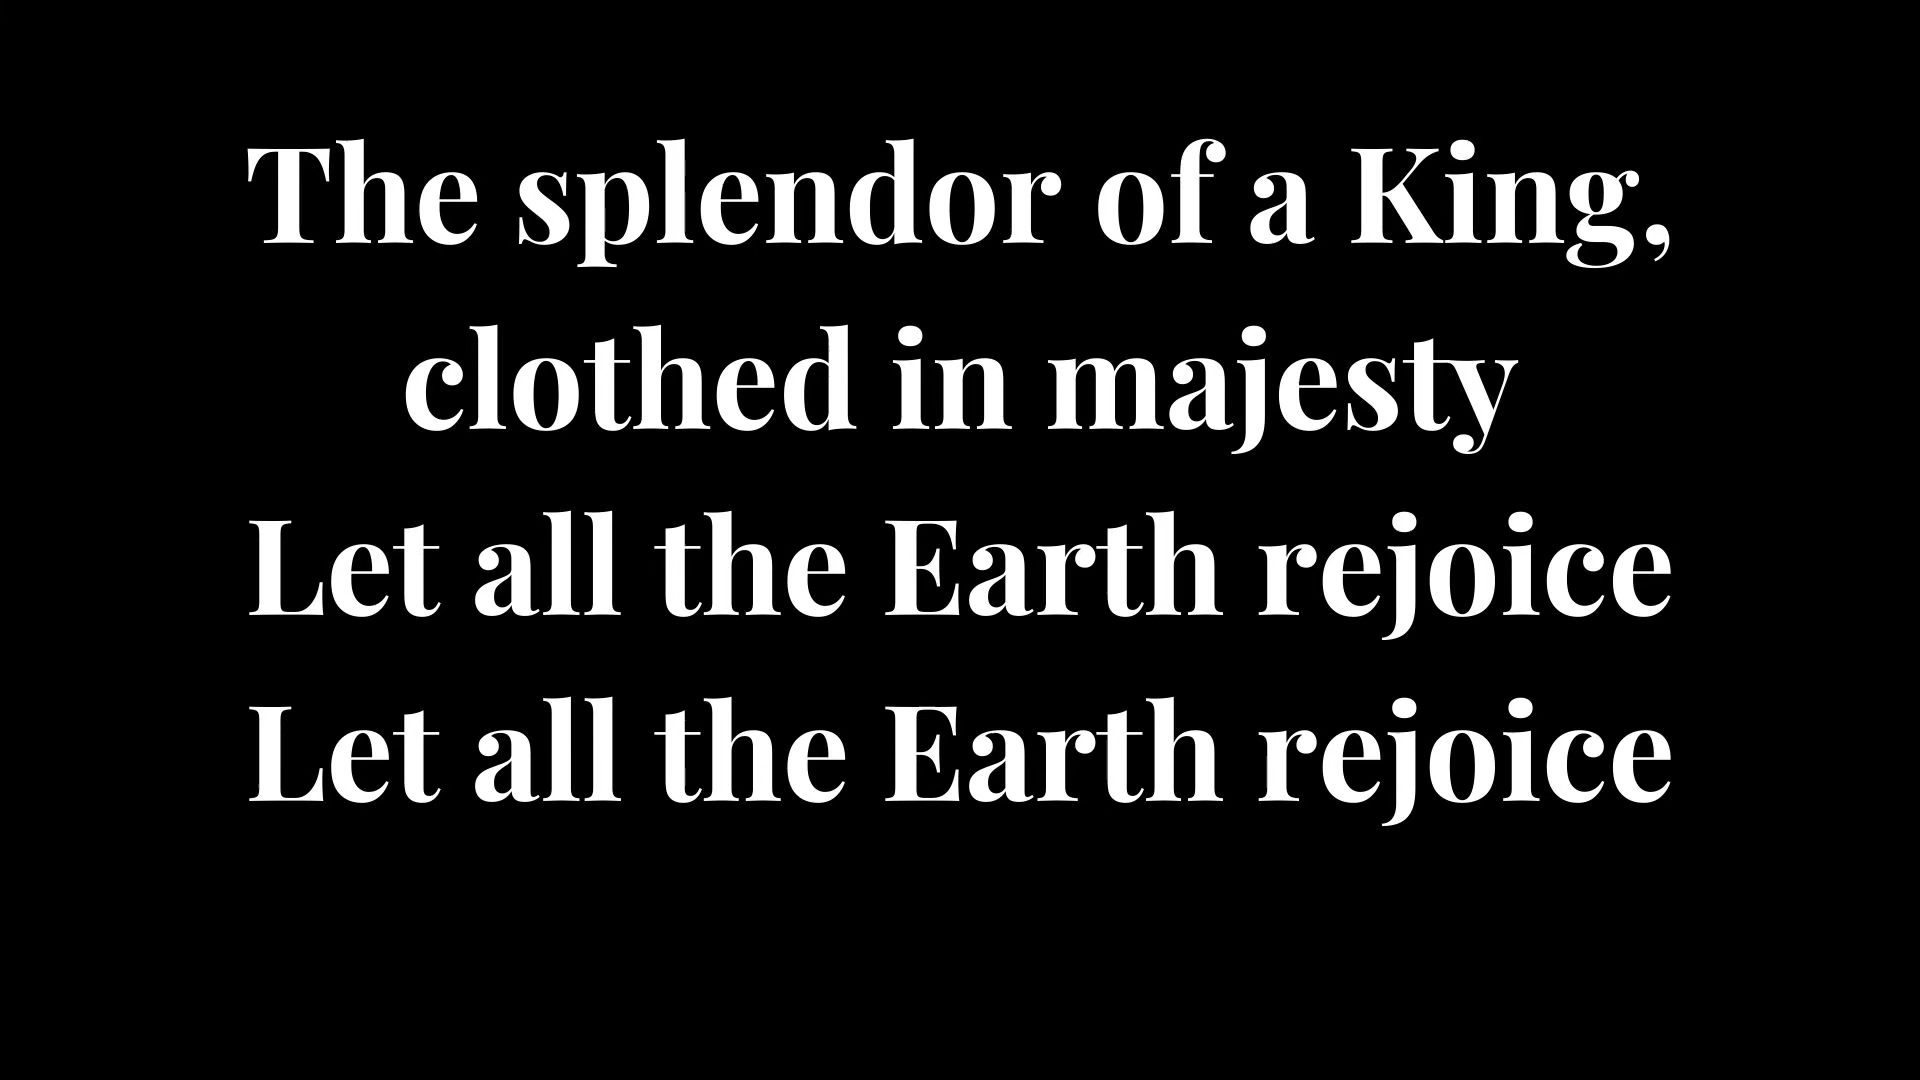 The splendor of a King,
clothed in majesty
Let all the Earth rejoice
Let all the Earth rejoice